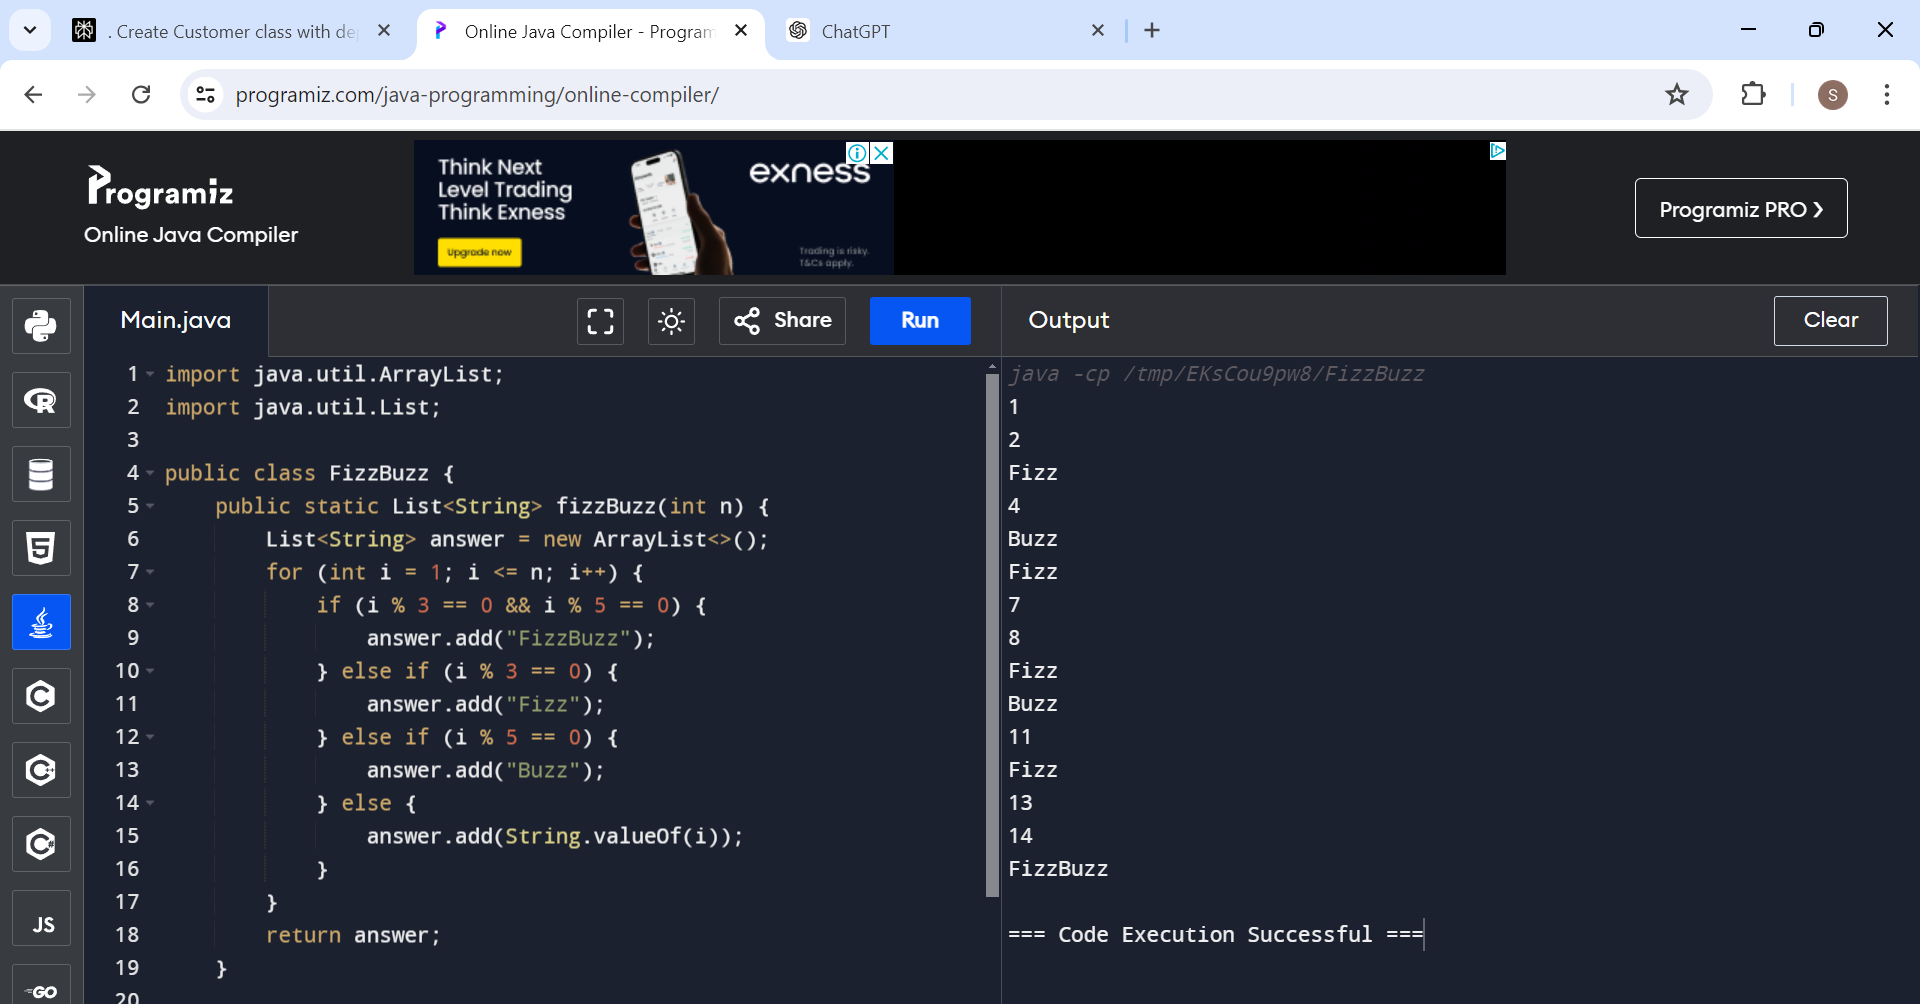 . Create Customer class with de
Online Java Compiler - Program
ChatGPT
programiz.com/java-programming/online-compiler/
S
Programiz
Online Java Compiler
Think Next
Level Trading
Think Exness
Upgrade now
exness
Trading is risky.
T&Cs apply.
Programiz PRO ❯
Main.java
Share
Run
Output
Clear
1 import java.util.ArrayList;
2 import java.util.List;
3
4 public class FizzBuzz {
5     public static List<String> fizzBuzz(int n) {
6         List<String> answer = new ArrayList<>();
7         for (int i = 1; i <= n; i++) {
8             if (i % 3 == 0 && i % 5 == 0) {
9                 answer.add("FizzBuzz");
10             } else if (i % 3 == 0) {
11                 answer.add("Fizz");
12             } else if (i % 5 == 0) {
13                 answer.add("Buzz");
14             } else {
15                 answer.add(String.valueOf(i));
16             }
17         }
18         return answer;
19     }
20
java -cp /tmp/EKsCou9pw8/FizzBuzz
1
2
Fizz
4
Buzz
Fizz
7
8
Fizz
Buzz
11
Fizz
13
14
FizzBuzz
=== Code Execution Successful ===
R
5
C
C++
C#
JS
GO